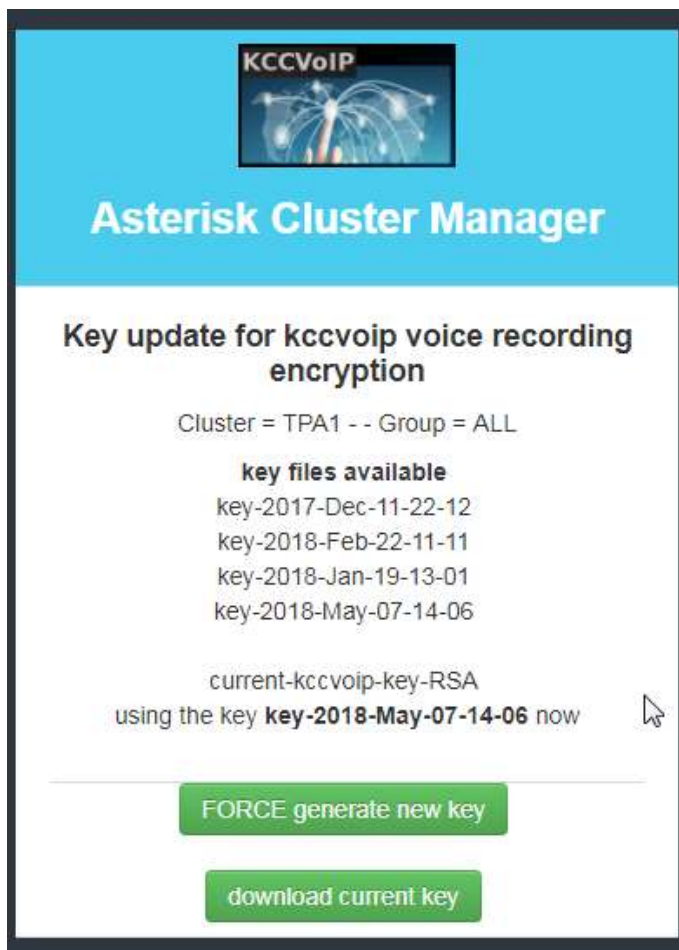 KCCVoIP
Asterisk Cluster Manager
Key update for kccvoip voice recording
encryption
Cluster = TPA1 - - Group = ALL
key files available
key-2017-Dec-11-22-12
key-2018-Feb-22-11-11
key-2018-Jan-19-13-01
key-2018-May-07-14-06
current-kccvoip-key-RSA
using the key key-2018-May-07-14-06 now
FORCE generate new key
download current key